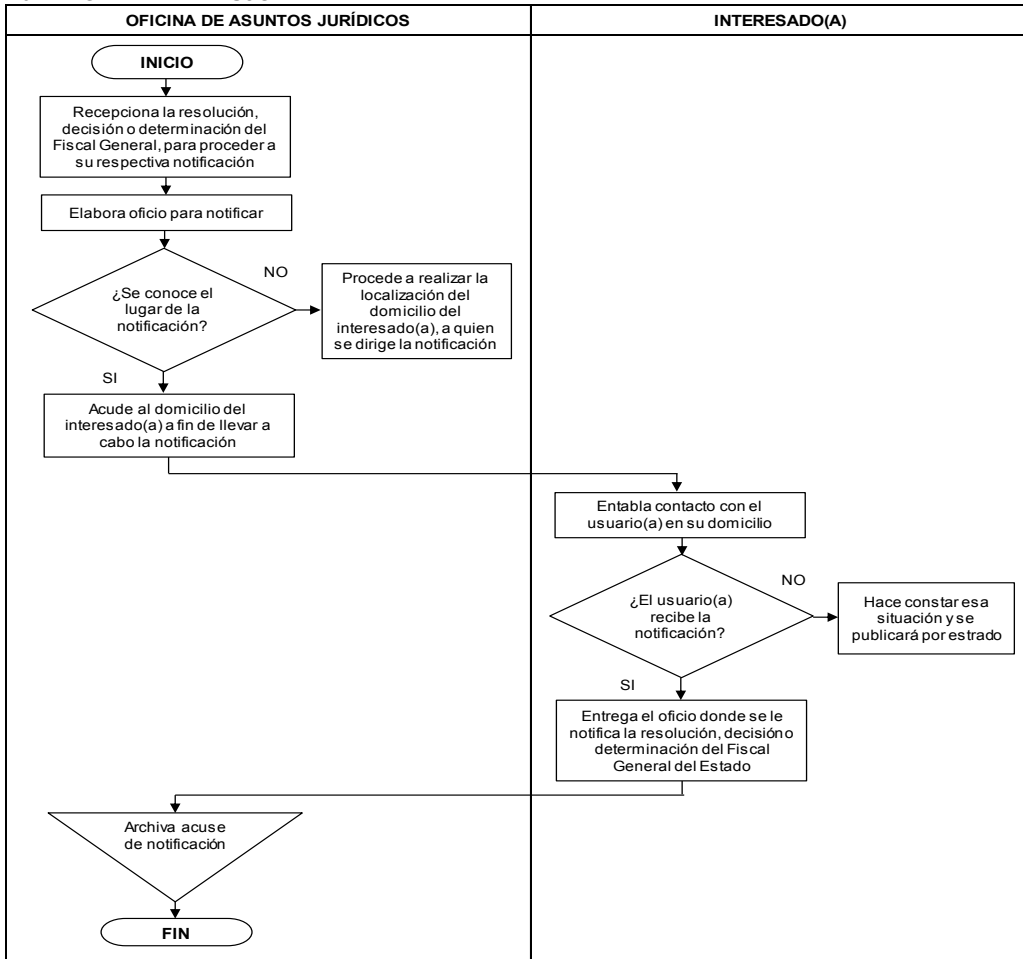 OFICINA DE ASUNTOS JURÍDICOS
INTERESADO(A)
INICIO
Recepciona la resolución,
decisión o determinación del
Fiscal General, para proceder a
su respectiva notificación
Elabora oficio para notificar
¿Se conoce el
lugar de la
notificación?
NO
Procede a realizar la
localización del
domicilio del
interesado(a), a quien
se dirige la notificación
SI
Acude al domicilio del
interesado(a) a fin de llevar a
cabo la notificación
Entabla contacto con el
usuario(a) en su domicilio
¿El usuario(a)
recibe la
notificación?
NO
Hace constar esa
situación y se
publicará por estrado
SI
Entrega el oficio donde se le
notifica la resolución, decisión o
determinación del Fiscal
General del Estado
Archiva acuse
de notificación
FIN